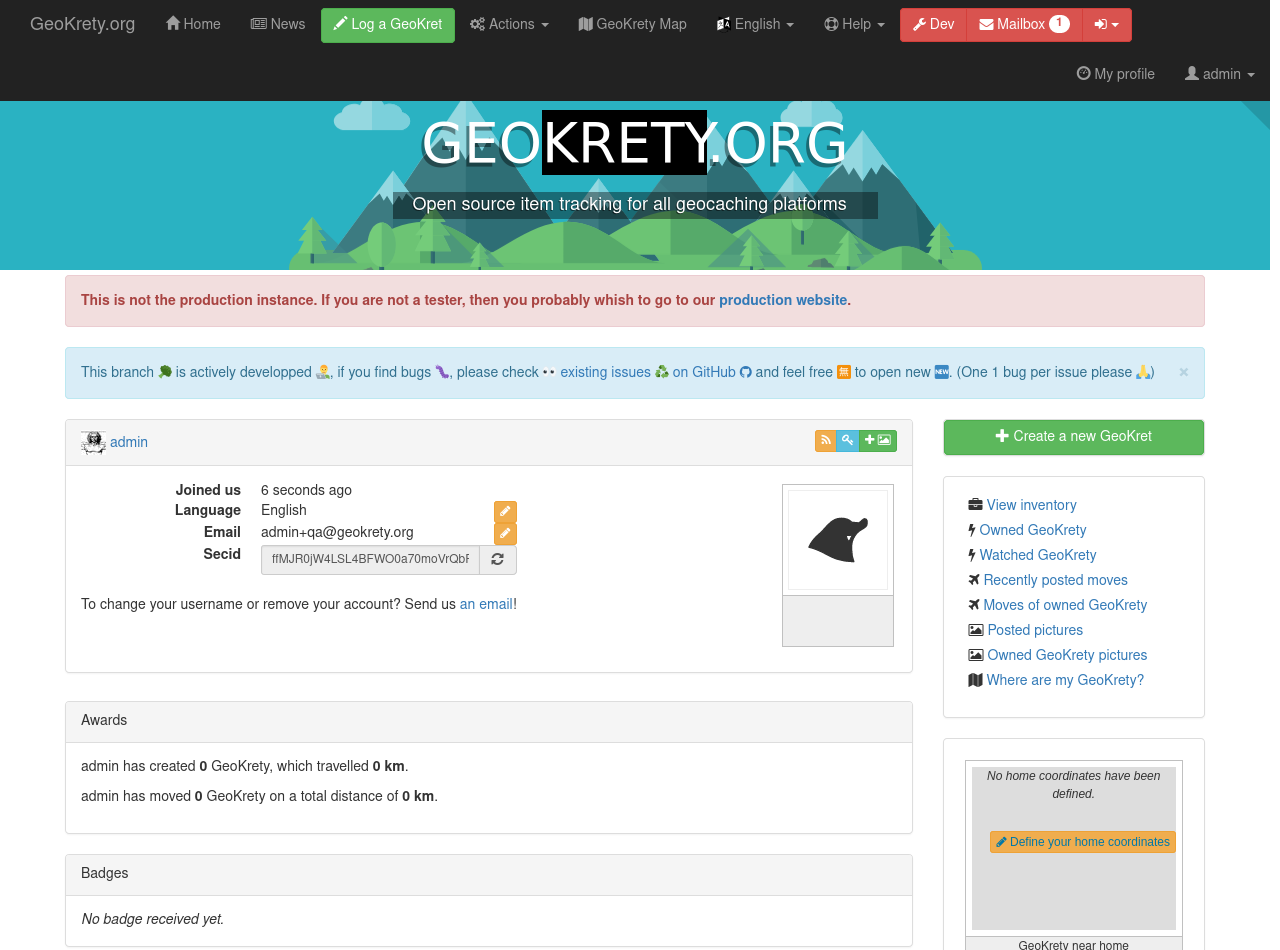 GeoKrety.org Home News Log a GeoKret Actions GeoKrety Map English Help Dev Mailbox 1
My profile admin
GEOKRETY.ORG
Open source item tracking for all geocaching platforms
This is not the production instance. If you are not a tester, then you probably whish to go to our production website.
This branch 🌳 is actively developped 👨‍🔬, if you find bugs 🐛, please check 👀 existing issues ♻ on GitHub and feel free 🈚 to open new 🆕. (One 1 bug per issue please 🙏) ×
admin
Joined us 6 seconds ago
Language English
Email admin+qa@geokrety.org
Secid ffMJR0jW4LSL4BFWO0a70moVrQbF
To change your username or remove your account? Send us an email!
Create a new GeoKret
View inventory
Owned GeoKrety
Watched GeoKrety
Recently posted moves
Moves of owned GeoKrety
Posted pictures
Owned GeoKrety pictures
Where are my GeoKrety?
Awards
admin has created 0 GeoKrety, which travelled 0 km.
admin has moved 0 GeoKrety on a total distance of 0 km.
Badges
No badge received yet.
No home coordinates have been
defined.
Define your home coordinates
GeoKrety near home